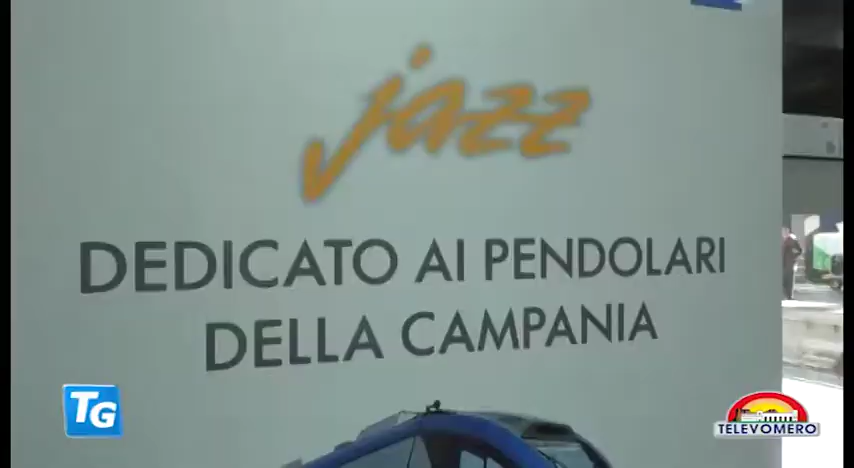 jazz
DEDICATO AI PENDOLARI
DELLA CAMPANIA
TG
TELEVOMERO